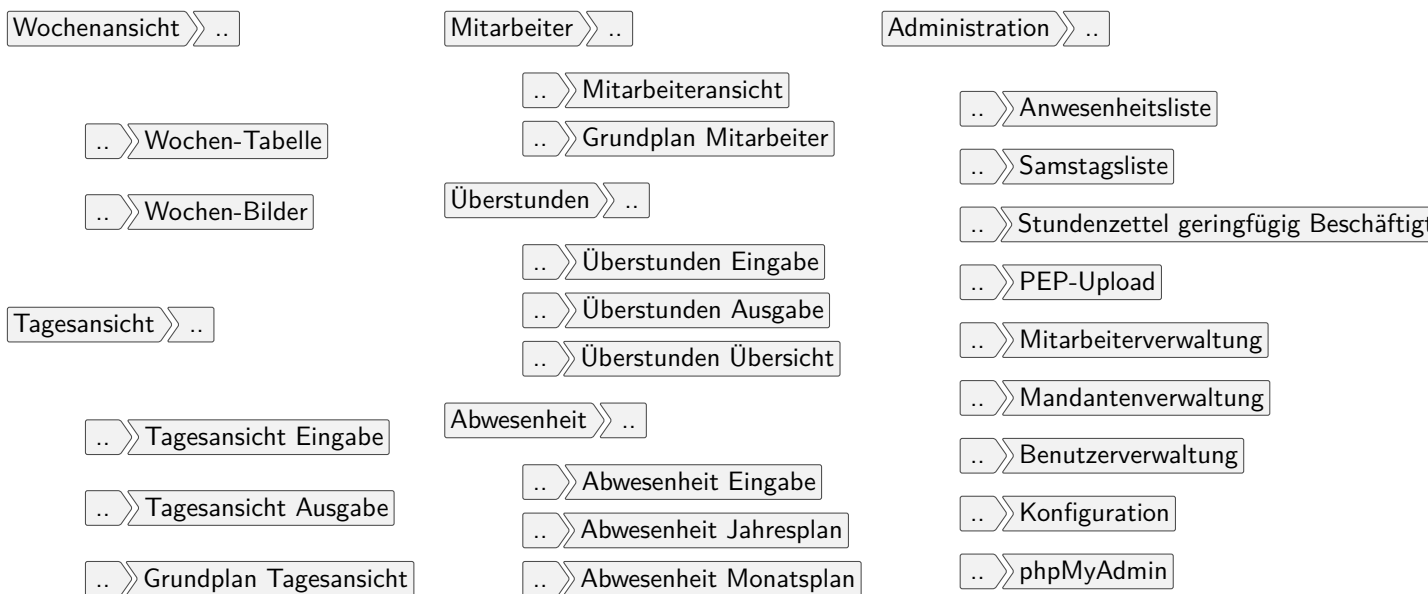 Wochenansicht ..
.. Wochen-Tabelle
.. Wochen-Bilder
Tagesansicht ..
.. Tagesansicht Eingabe
.. Tagesansicht Ausgabe
.. Grundplan Tagesansicht
Mitarbeiter ..
.. Mitarbeiteransicht
.. Grundplan Mitarbeiter
Überstunden ..
.. Überstunden Eingabe
.. Überstunden Ausgabe
.. Überstunden Übersicht
Abwesenheit ..
.. Abwesenheit Eingabe
.. Abwesenheit Jahresplan
.. Abwesenheit Monatsplan
Administration ..
.. Anwesenheitsliste
.. Samstagsliste
.. Stundenzettel geringfügig Beschäftigt
.. PEP-Upload
.. Mitarbeiterverwaltung
.. Mandantenverwaltung
.. Benutzerverwaltung
.. Konfiguration
.. phpMyAdmin